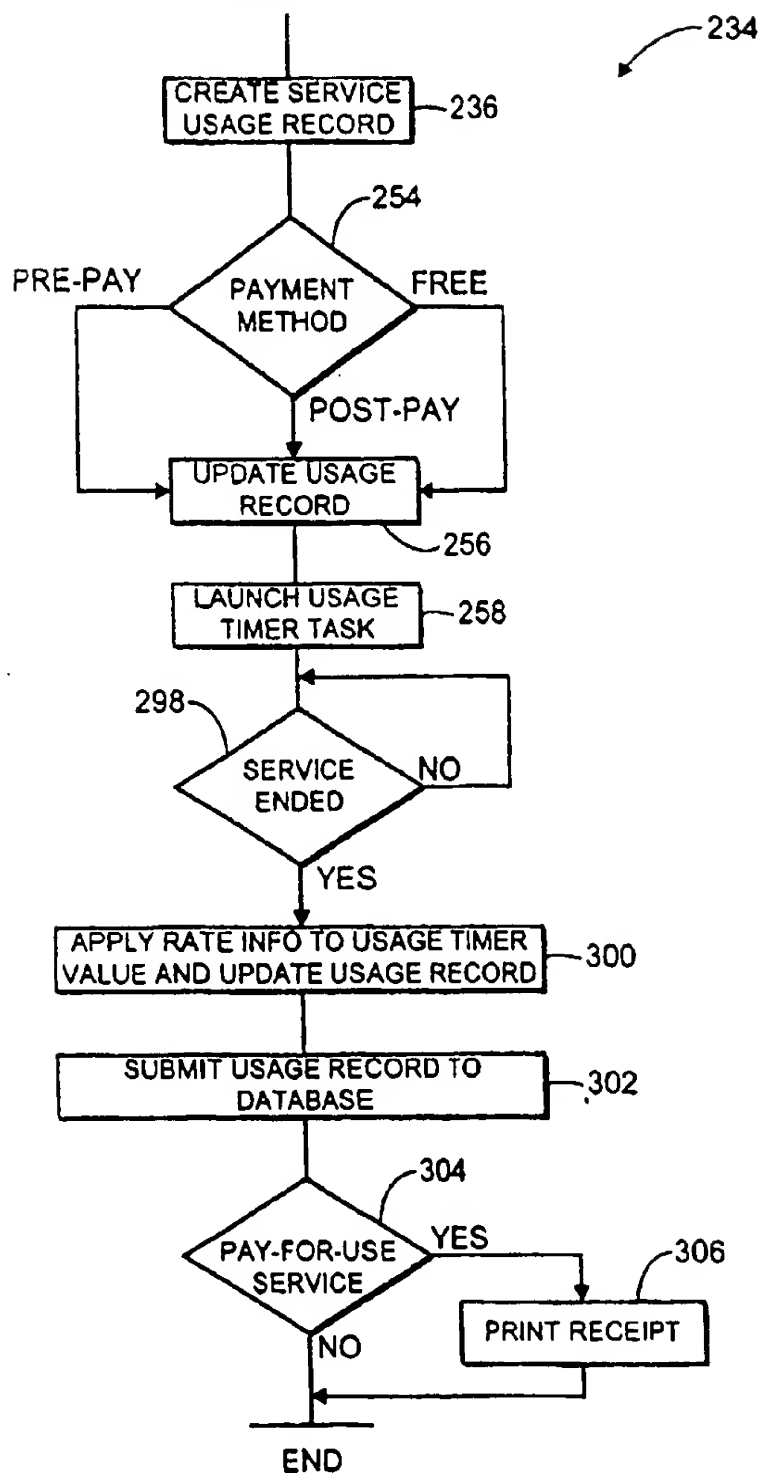 234
CREATE SERVICE
USAGE RECORD
236
254
PRE-PAY
PAYMENT
METHOD
FREE
POST-PAY
UPDATE USAGE
RECORD
256
LAUNCH USAGE
TIMER TASK
258
298
SERVICE
ENDED
NO
YES
APPLY RATE INFO TO USAGE TIMER
VALUE AND UPDATE USAGE RECORD
300
SUBMIT USAGE RECORD TO
DATABASE
302
304
PAY-FOR-USE
SERVICE
YES
306
PRINT RECEIPT
NO
END